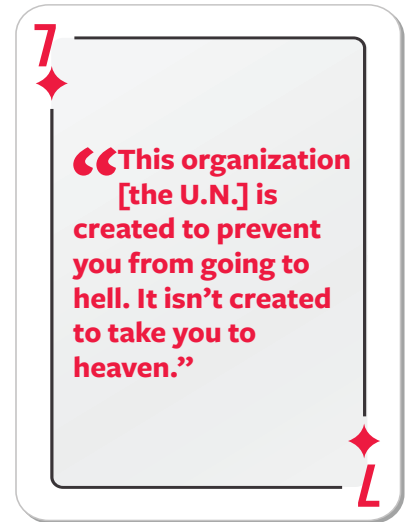 7
“This organization
[the U.N.] is
created to prevent
you from going to
hell. It isn’t created
to take you to
heaven.”
7